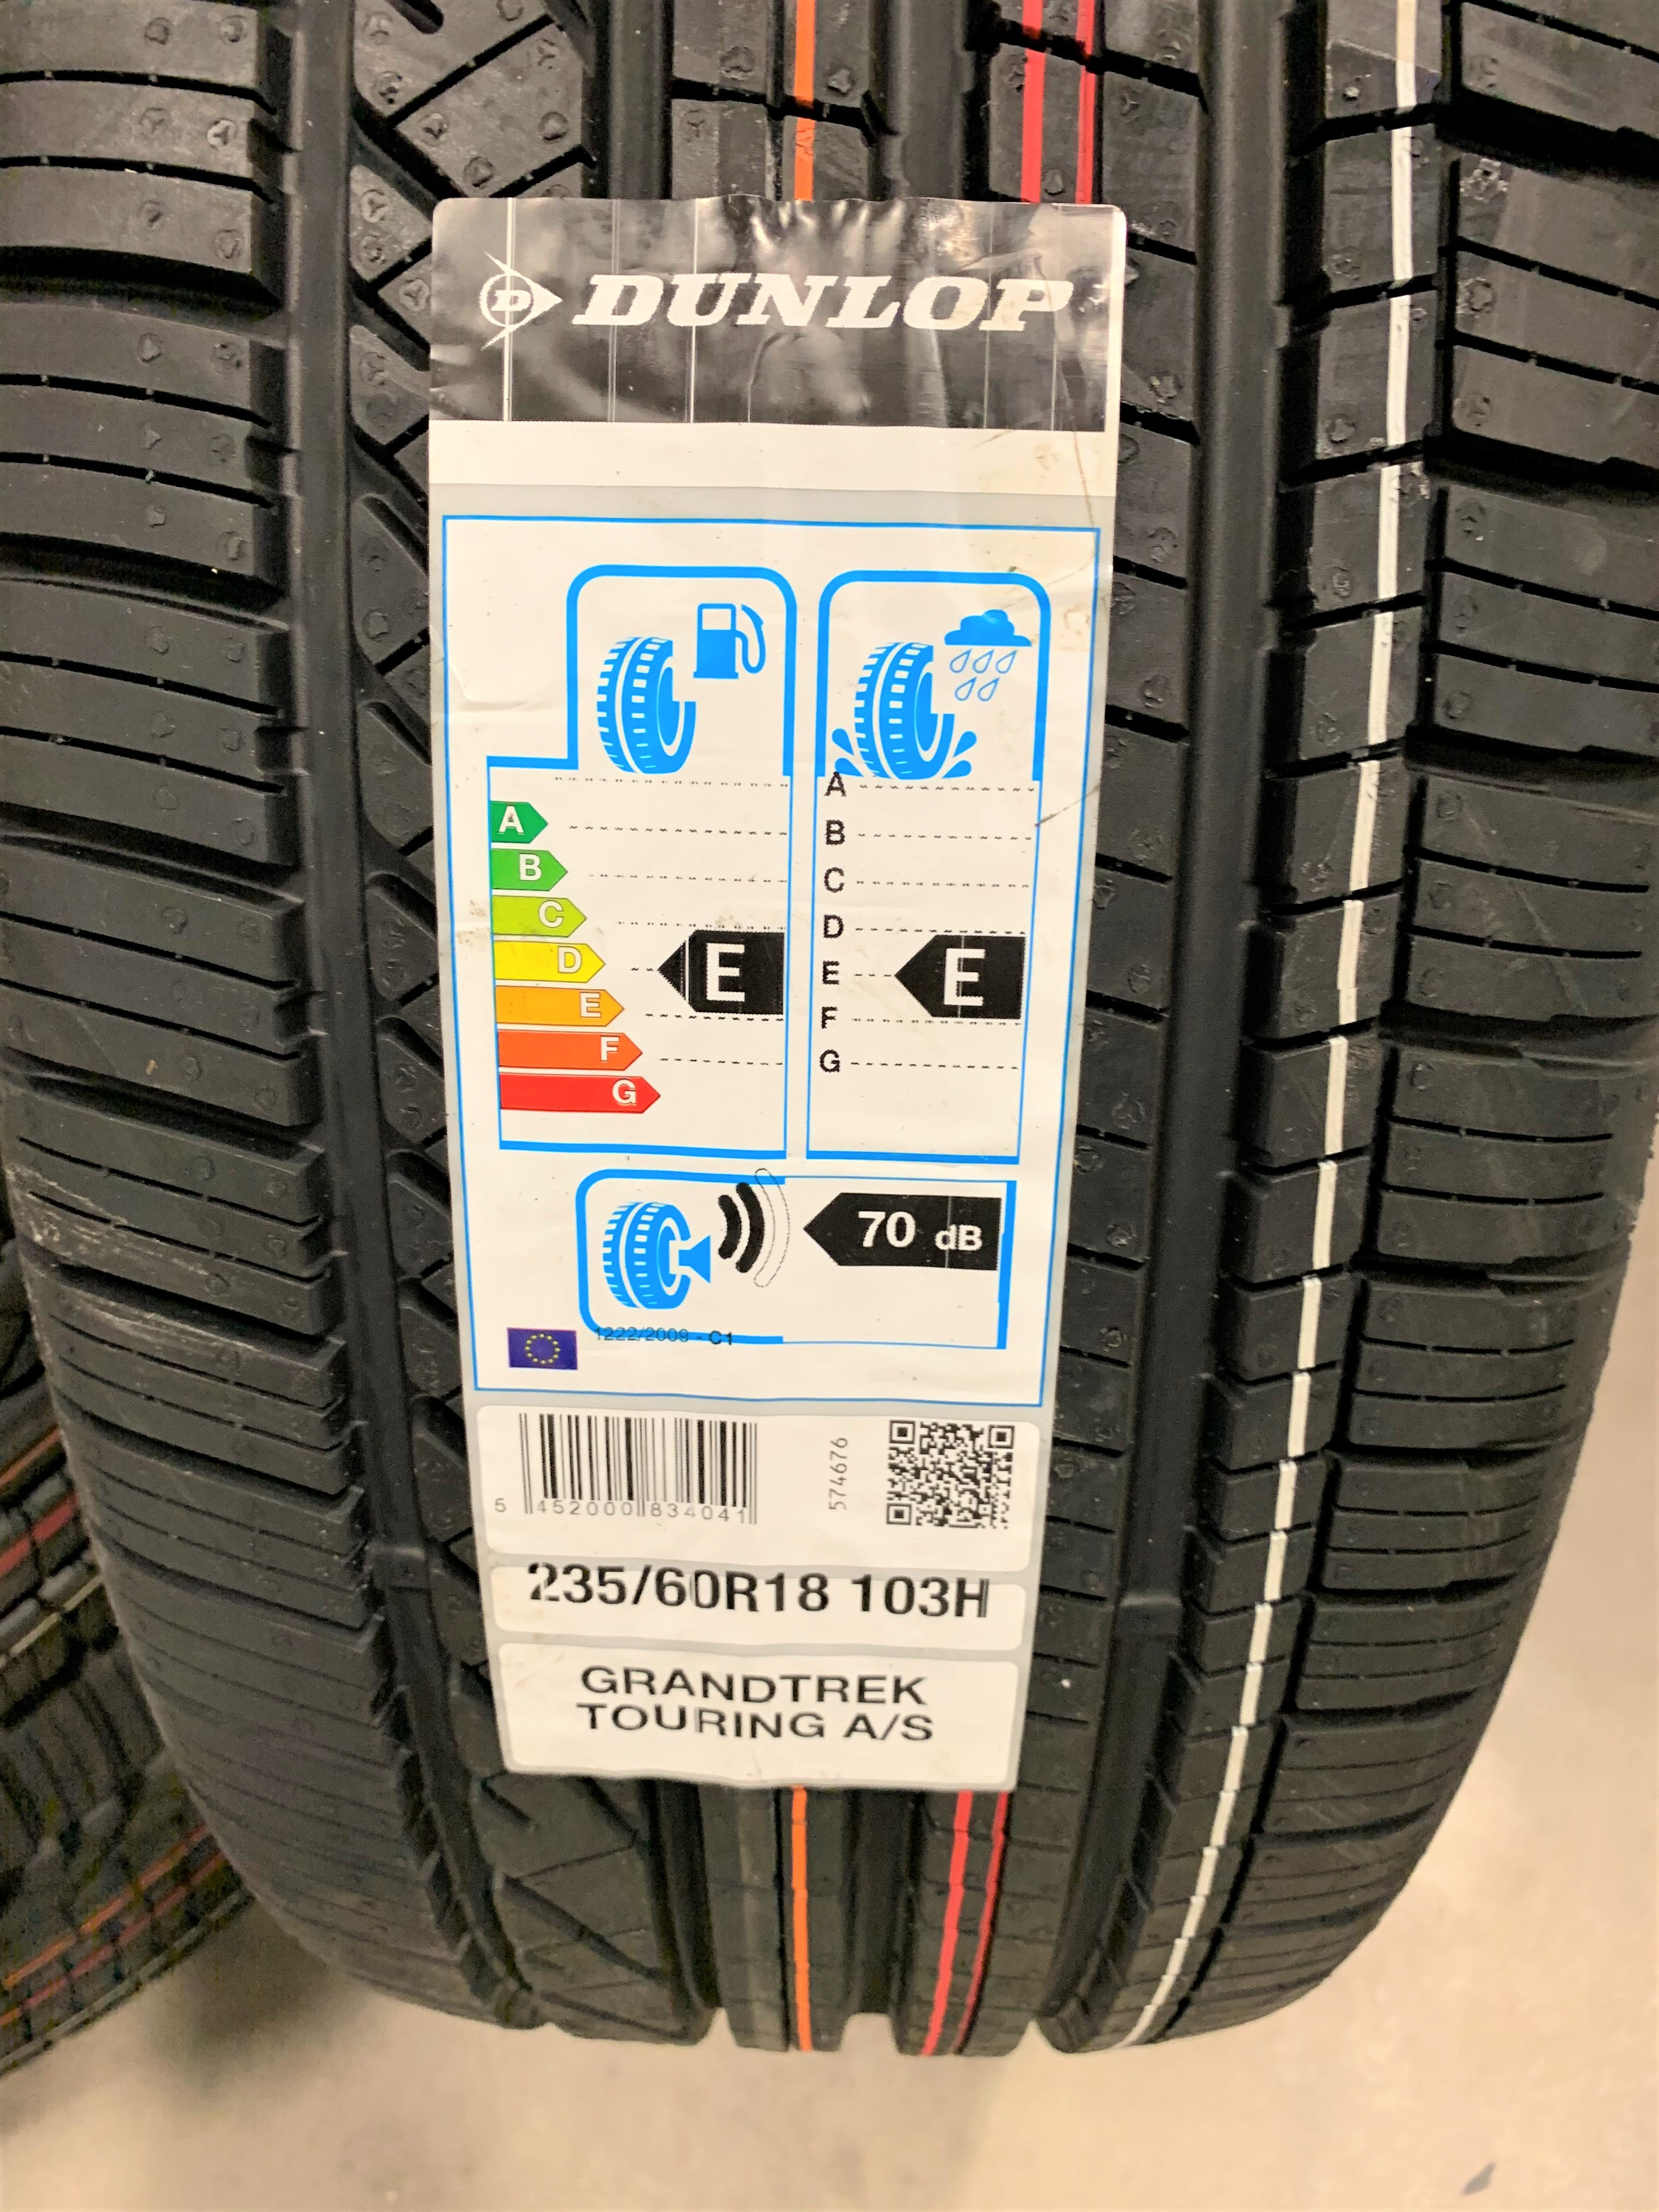 D DUNLOP
A
B
C
D
E
F
G
E
A
B
C
D
E
F
G
E
70 dB
1222/2009 - C1
5 452000 834041
574676
235/60R18 103H
GRANDTREK
TOURING A/S